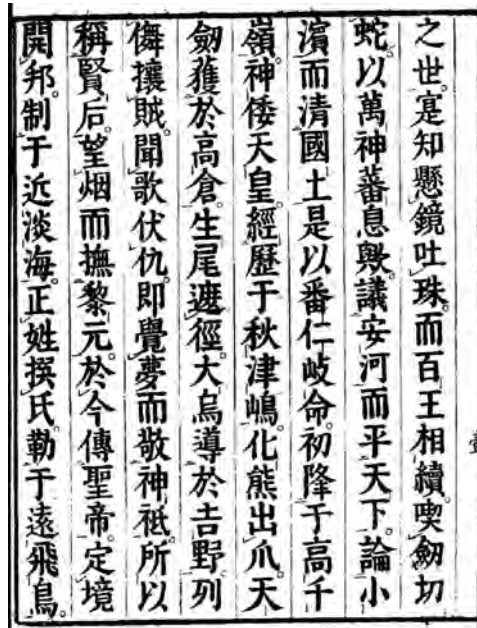 之世。寔知懸鏡吐珠。而百王相續。喫劔切
蛇。以萬神蕃息歟。議安河而平天下。論小
濱而清國土是以番仁岐命。初降于高千
嶺。神倭天皇。經歷于秋津嶋。化熊出爪。天
劔獲於高倉。生尾遮徑。大烏導於吉野。列
儛攘賊。聞歌伏仇。即覺夢而敬神祇。所以
稱賢后。望烟而撫黎元。於今傳聖帝。定境
開邦。制于近淡海。正姓撰氏。勒于遠飛鳥。